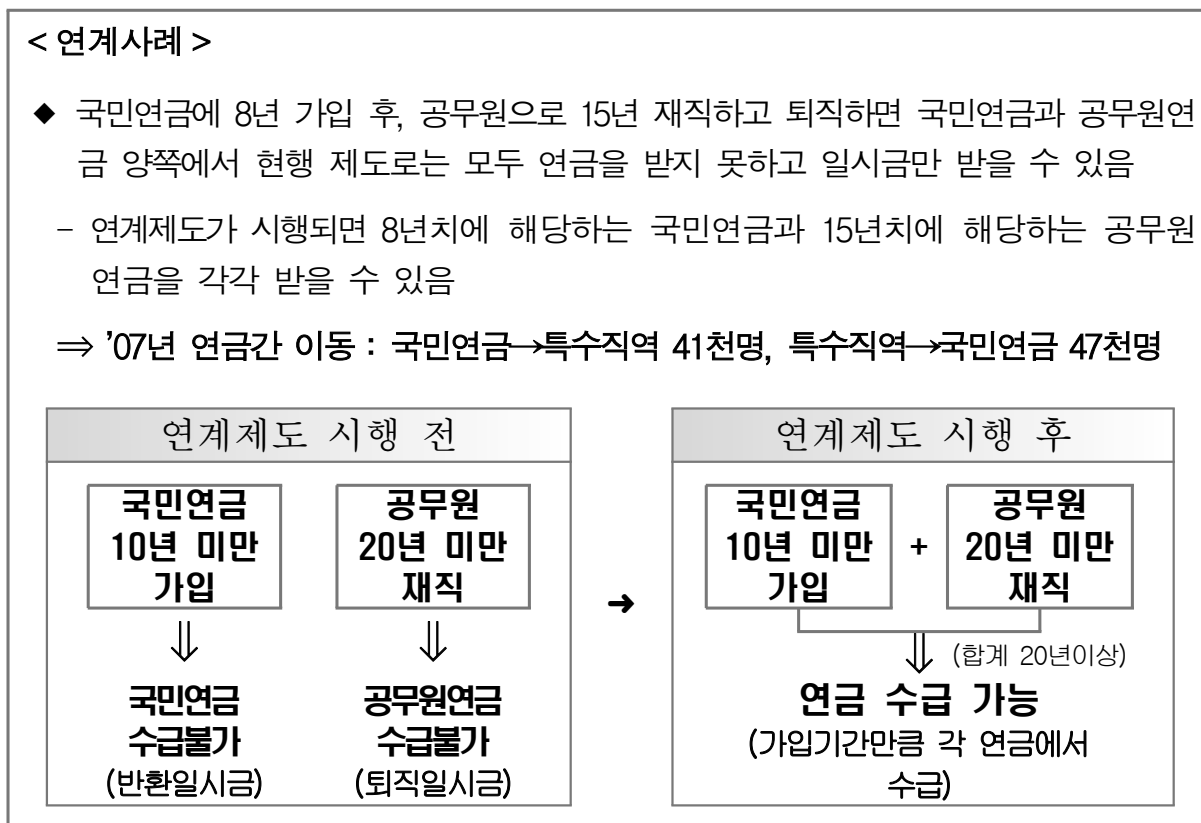 < 연계사례 >
◆ 국민연금에 8년 가입 후, 공무원으로 15년 재직하고 퇴직하면 국민연금과 공무원연
금 양쪽에서 현행 제도로는 모두 연금을 받지 못하고 일시금만 받을 수 있음
- 연계제도가 시행되면 8년치에 해당하는 국민연금과 15년치에 해당하는 공무원
연금을 각각 받을 수 있음
⇒ '07년 연금간 이동 : 국민연금→특수직역 41천명, 특수직역→국민연금 47천명
연계제도 시행 전
국민연금
10년 미만
가입
⇓
국민연금
수급불가
(반환일시금)
공무원
20년 미만
재직
⇓
공무원연금
수급불가
(퇴직일시금)
➜
연계제도 시행 후
국민연금
10년 미만
가입
+
공무원
20년 미만
재직
⇓ (합계 20년이상)
연금 수급 가능
(가입기간만큼 각 연금에서
수급)